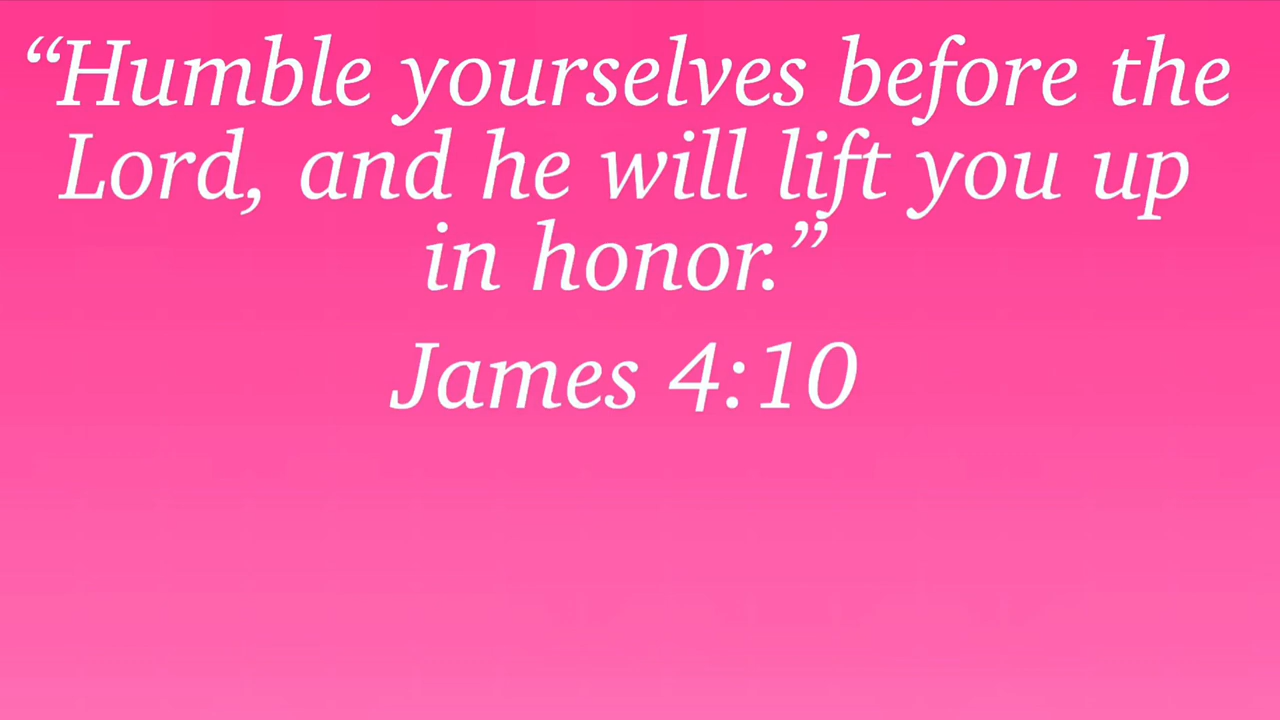 “Humble yourselves before the
Lord, and he will lift you up
in honor.”
James 4:10